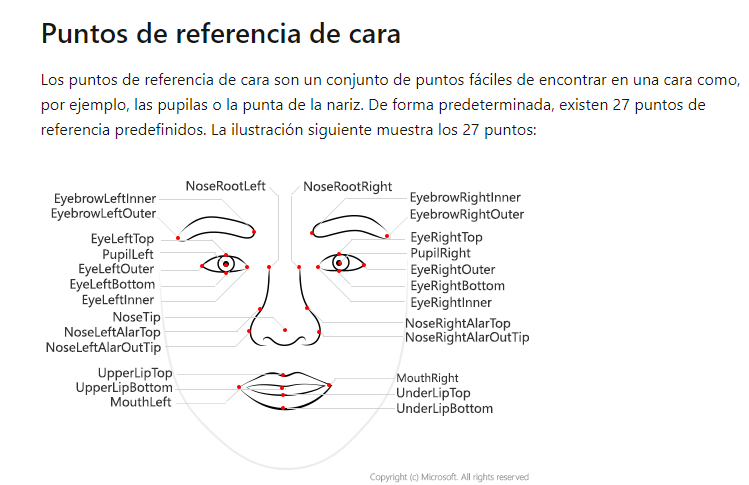 Puntos de referencia de cara
Los puntos de referencia de cara son un conjunto de puntos fáciles de encontrar en una cara como,
por ejemplo, las pupilas o la punta de la nariz. De forma predeterminada, existen 27 puntos de
referencia predefinidos. La ilustración siguiente muestra los 27 puntos:
NoseRootLeft
NoseRootRight
EyebrowLeftInner
EyebrowLeftOuter
EyeLeftTop
PupilLeft
EyeLeftOuter
EyeLeftBottom
EyeLeftInner
NoseTip
NoseLeftAlarTop
NoseLeftAlarOutTip
UpperLipTop
UpperLipBottom
MouthLeft
EyebrowRightInner
EyebrowRightOuter
EyeRightTop
PupilRight
EyeRightOuter
EyeRightBottom
EyeRightInner
NoseRightAlarTop
NoseRightAlarOutTip
MouthRight
UnderLipTop
UnderLipBottom
Copyright (c) Microsoft. All rights reserved